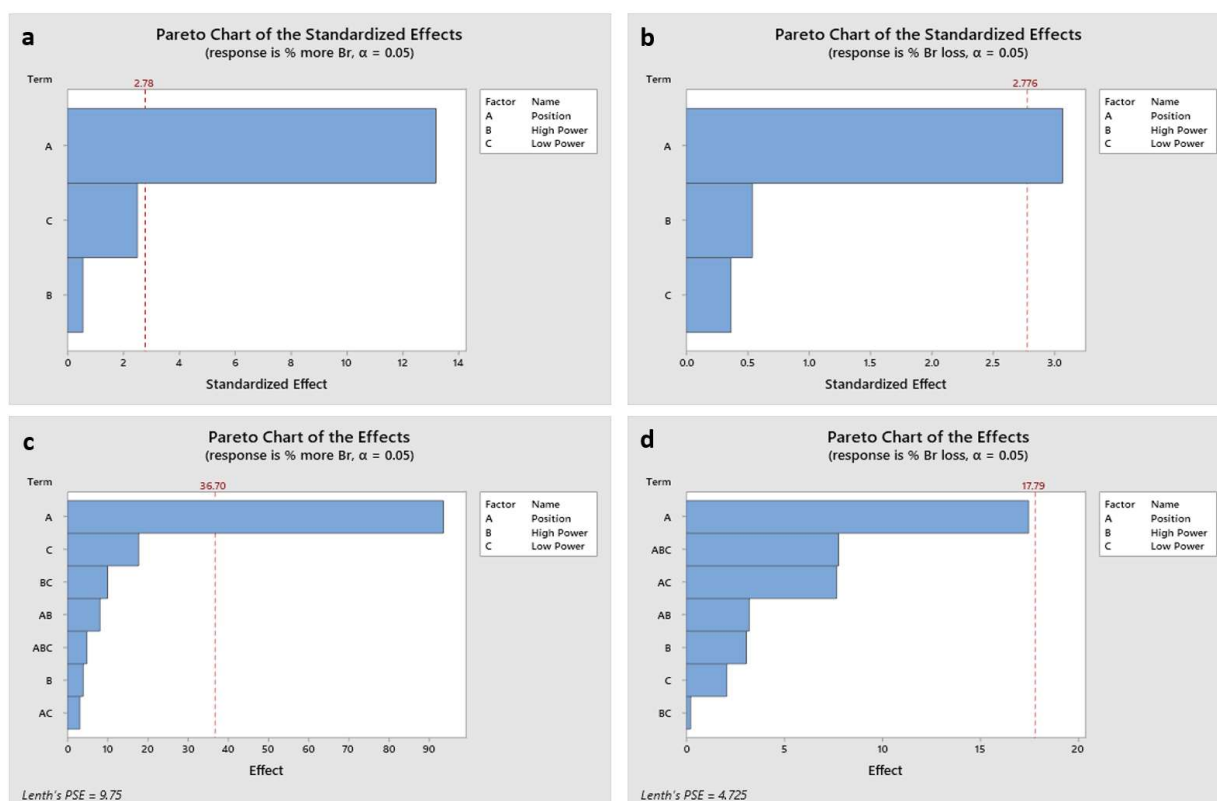 a
Pareto Chart of the Standardized Effects
(response is % more Br, α = 0.05)
Term
2.78
Factor Name
A Position
B High Power
C Low Power
A
C
B
0 2 4 6 8 10 12 14
Standardized Effect
b
Pareto Chart of the Standardized Effects
(response is % Br loss, α = 0.05)
Term
2.776
Factor Name
A Position
B High Power
C Low Power
A
B
C
0.0 0.5 1.0 1.5 2.0 2.5 3.0
Standardized Effect
c
Pareto Chart of the Effects
(response is % more Br, α = 0.05)
Term
36.70
Factor Name
A Position
B High Power
C Low Power
A
C
BC
AB
ABC
B
AC
0 10 20 30 40 50 60 70 80 90
Effect
Lenth's PSE = 9.75
d
Pareto Chart of the Effects
(response is % Br loss, α = 0.05)
Term
17.79
Factor Name
A Position
B High Power
C Low Power
A
ABC
AC
AB
B
C
BC
0 5 10 15 20
Effect
Lenth's PSE = 4.725